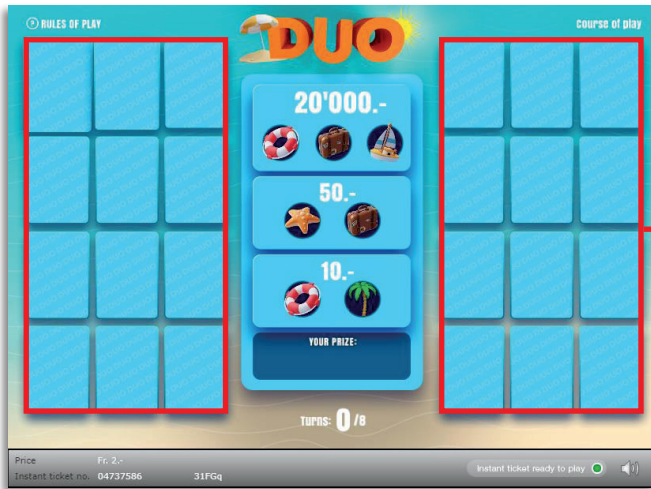 ? RULES OF PLAY
DUO
Course of play
20'000.-
50.-
10.-
YOUR PRIZE:
Turns: 0 /8
Price Fr. 2.-
Instant ticket no. 04737586 31FGq
Instant ticket ready to play